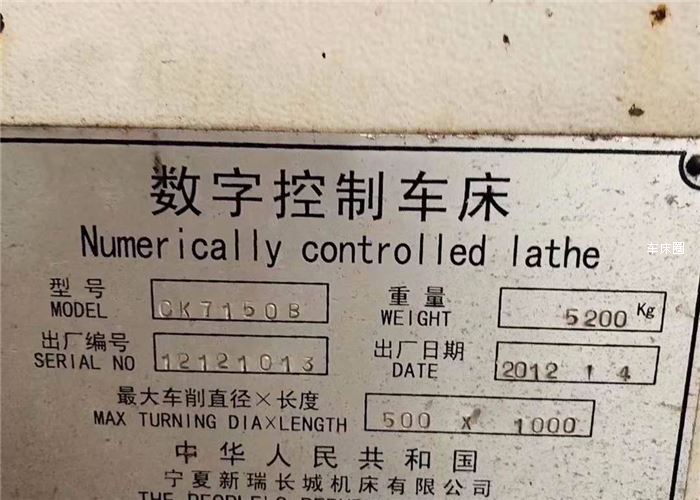 数字控制车床
Numerically controlled lathe
车床圈
型号 MODEL CK7150B 重量 WEIGHT 5200 Kg
出厂编号 SERIAL NO 12121013 出厂日期 DATE 2012 1 4
最大车削直径×长度 MAX TURNING DIA×LENGTH 500 x 1000
中华人民共和国
宁夏新瑞长城机床有限公司
THE PEOPLE'S